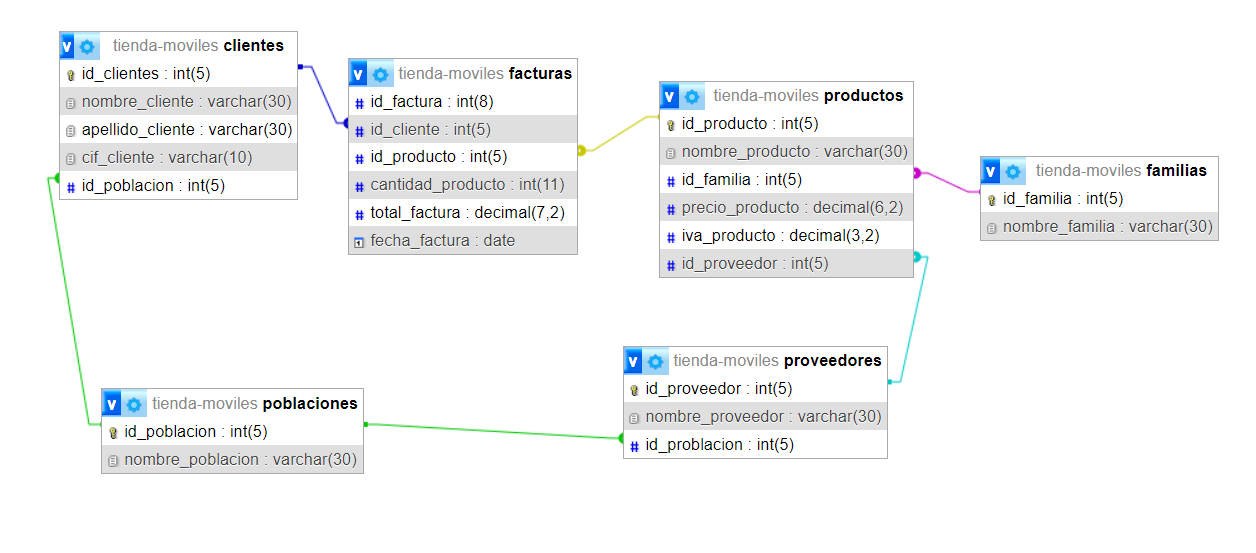 tienda-moviles clientes
id_clientes : int(5)
nombre_cliente : varchar(30)
apellido_cliente : varchar(30)
cif_cliente : varchar(10)
id_poblacion : int(5)
tienda-moviles facturas
id_factura : int(8)
id_cliente : int(5)
id_producto : int(5)
cantidad_producto : int(11)
total_factura : decimal(7,2)
fecha_factura : date
tienda-moviles productos
id_producto : int(5)
nombre_producto : varchar(30)
id_familia : int(5)
precio_producto : decimal(6,2)
iva_producto : decimal(3,2)
id_proveedor : int(5)
tienda-moviles familias
id_familia : int(5)
nombre_familia : varchar(30)
tienda-moviles poblaciones
id_poblacion : int(5)
nombre_poblacion : varchar(30)
tienda-moviles proveedores
id_proveedor : int(5)
nombre_proveedor : varchar(30)
id_problacion : int(5)